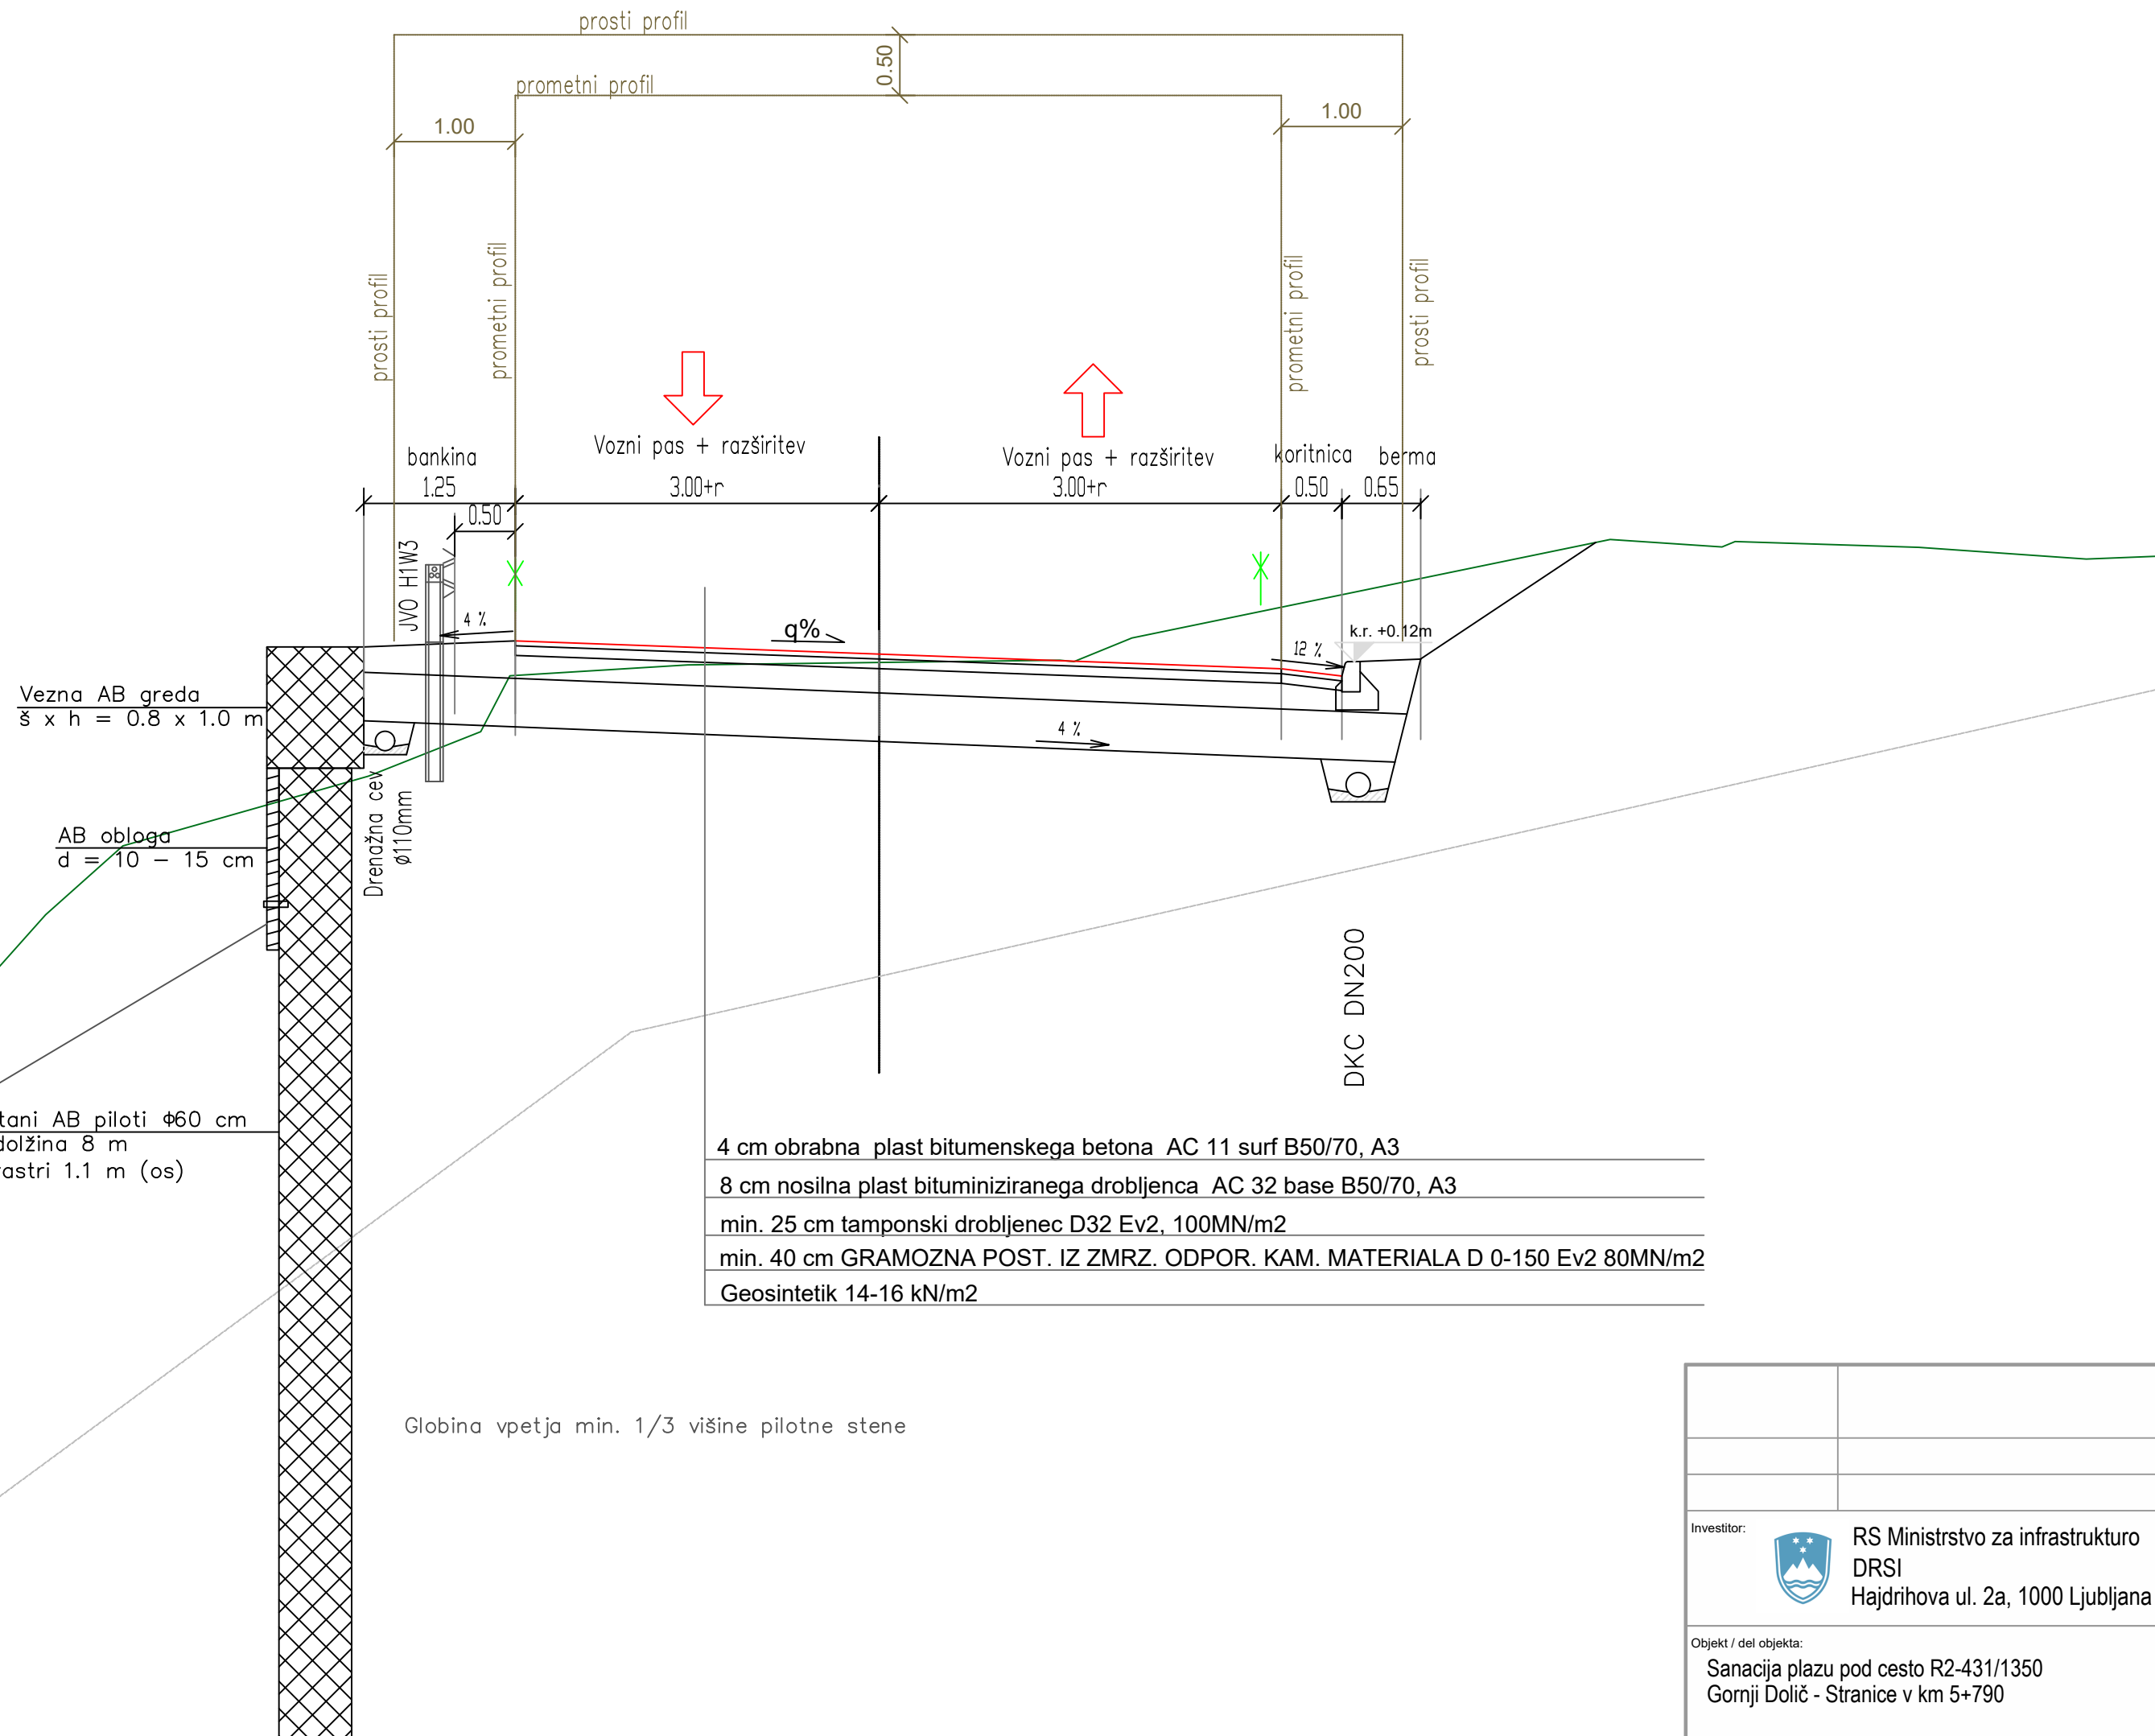 prosti profil
0.50
prometni profil
1.00
1.00
prosti profil
prometni profil
prometni profil
prosti profil
bankina
1.25
Vozni pas + razširitev
3.00+r
Vozni pas + razširitev
3.00+r
koritnica
0.50
berma
0.65
0.50
JVO H1W3
4 %
q%
12 %
k.r. +0.12m
4 %
Vezna AB greda
š x h = 0.8 x 1.0 m
AB obloga
d = 10 - 15 cm
Drenažna cev
ø110mm
DKC DN200
tani AB piloti Φ60 cm
dolžina 8 m
rastri 1.1 m (os)
4 cm obrabna plast bitumenskega betona AC 11 surf B50/70, A3
8 cm nosilna plast bituminiziranega drobljenca AC 32 base B50/70, A3
min. 25 cm tamponski drobljenec D32 Ev2, 100MN/m2
min. 40 cm GRAMOZNA POST. IZ ZMRZ. ODPOR. KAM. MATERIALA D 0-150 Ev2 80MN/m2
Geosintetik 14-16 kN/m2
Globina vpetja min. 1/3 višine pilotne stene
Investitor:
RS Ministrstvo za infrastrukturo
DRSI
Hajdrihova ul. 2a, 1000 Ljubljana
Objekt / del objekta:
Sanacija plazu pod cesto R2-431/1350
Gornji Dolič - Stranice v km 5+790